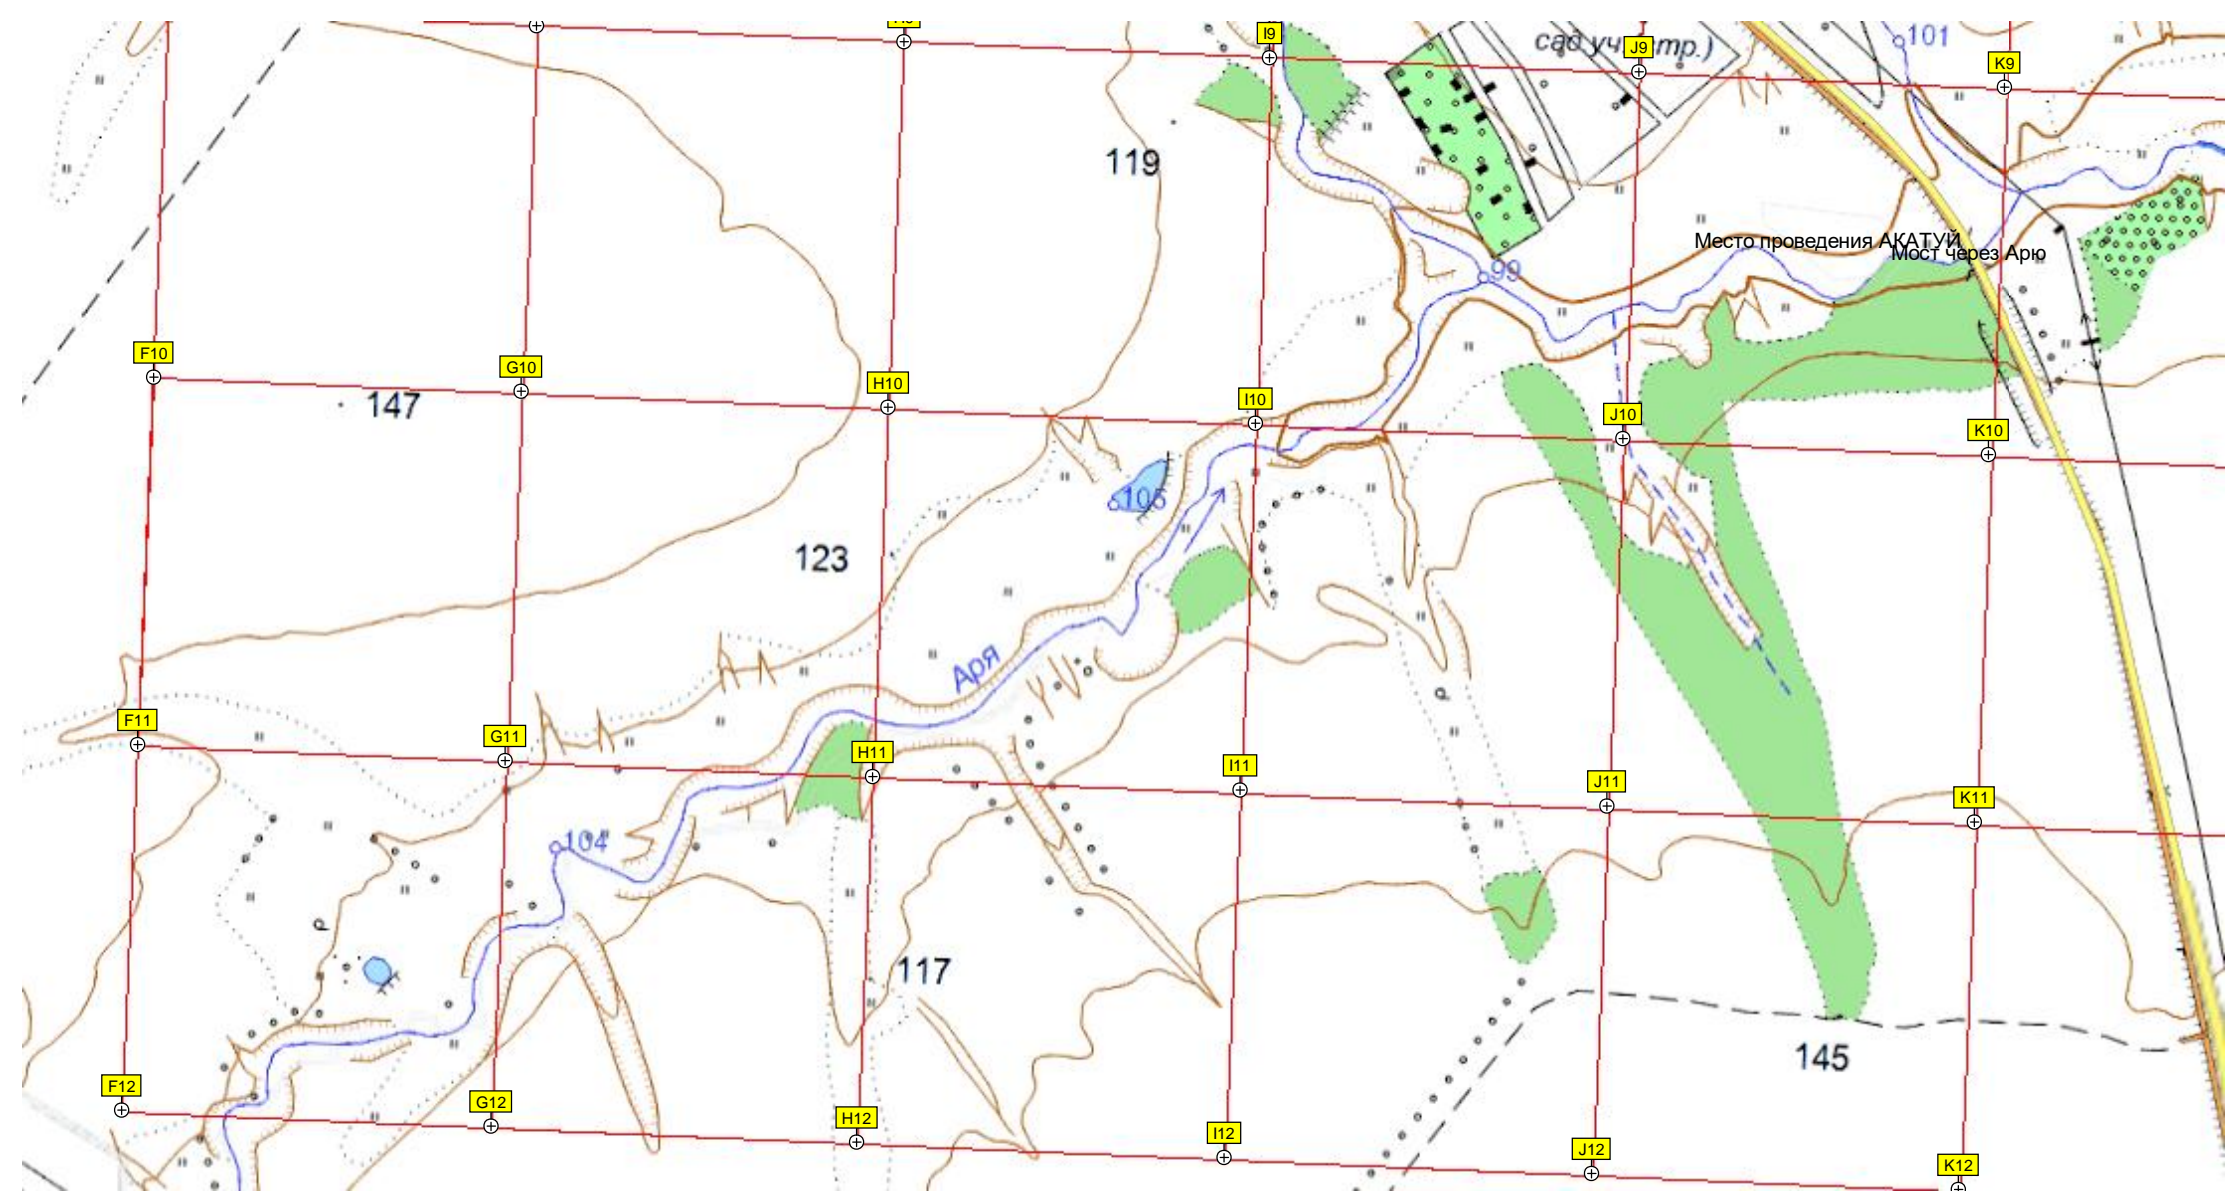 I9
сад уч. (тр.)
J9
101
K9
119
Место проведения АКАТУЙ
Мост через Арю
99
F10
G10
147
H10
I10
J10
K10
105
123
Аря
F11
G11
H11
I11
J11
K11
104
117
145
F12
G12
H12
I12
J12
K12